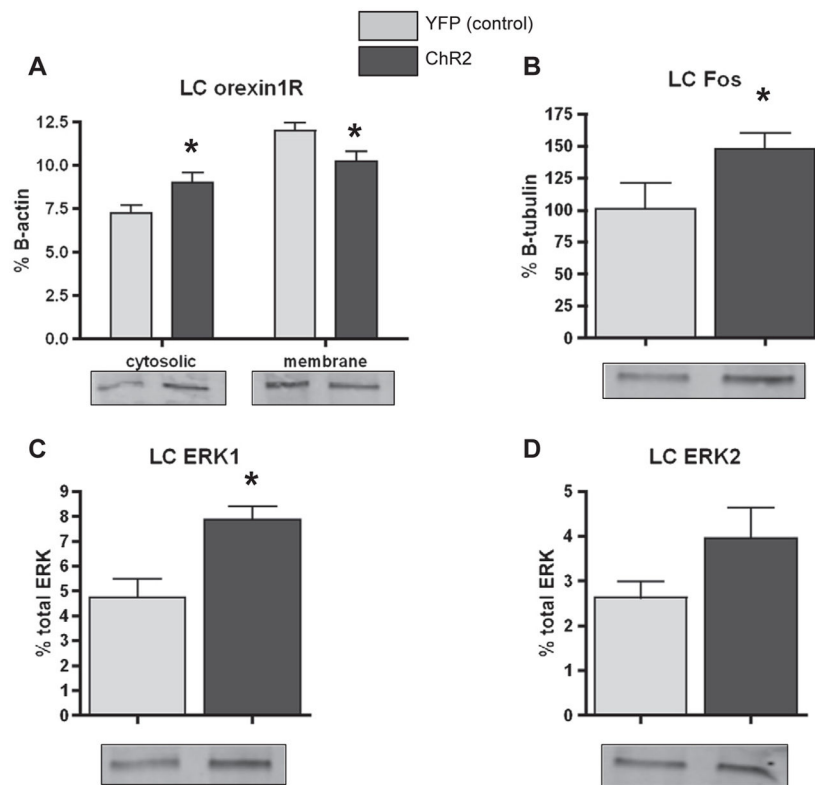 YFP (control)
ChR2
A
LC orexin1R
% B-actin
12.5
10.0
7.5
5.0
2.5
0.0
*
*
cytosolic
membrane
B
LC Fos
% B-tubulin
175
150
125
100
75
50
25
0
*
C
LC ERK1
% total ERK
9
8
7
6
5
4
3
2
1
0
*
D
LC ERK2
% total ERK
5
4
3
2
1
0